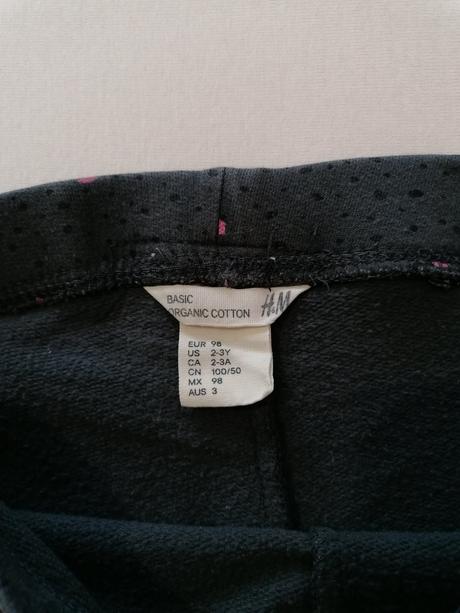 BASIC
ORGANIC COTTON H.M
EUR 98
US 2-3Y
CA 2-3A
CN 100/50
MX 98
AUS 3